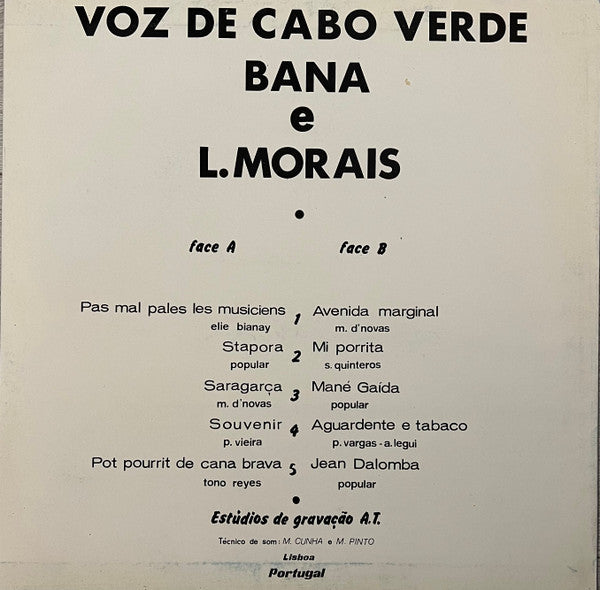 VOZ DE CABO VERDE
BANA
e
L. MORAIS
face A
face B
Pas mal pales les musiciens 1 Avenida marginal
elie bianay m. d'novas
Stapora 2 Mi porrita
popular s. quinteros
Saragarça 3 Mané Gaída
m. d'novas popular
Souvenir 4 Aguardente e tabaco
p. vieira p. vargas - a. legui
Pot pourrit de cana brava 5 Jean Dalomba
tono reyes popular
Estúdios de gravação A.T.
Técnico de som: M. CUNHA e M. PINTO
Lisboa
Portugal